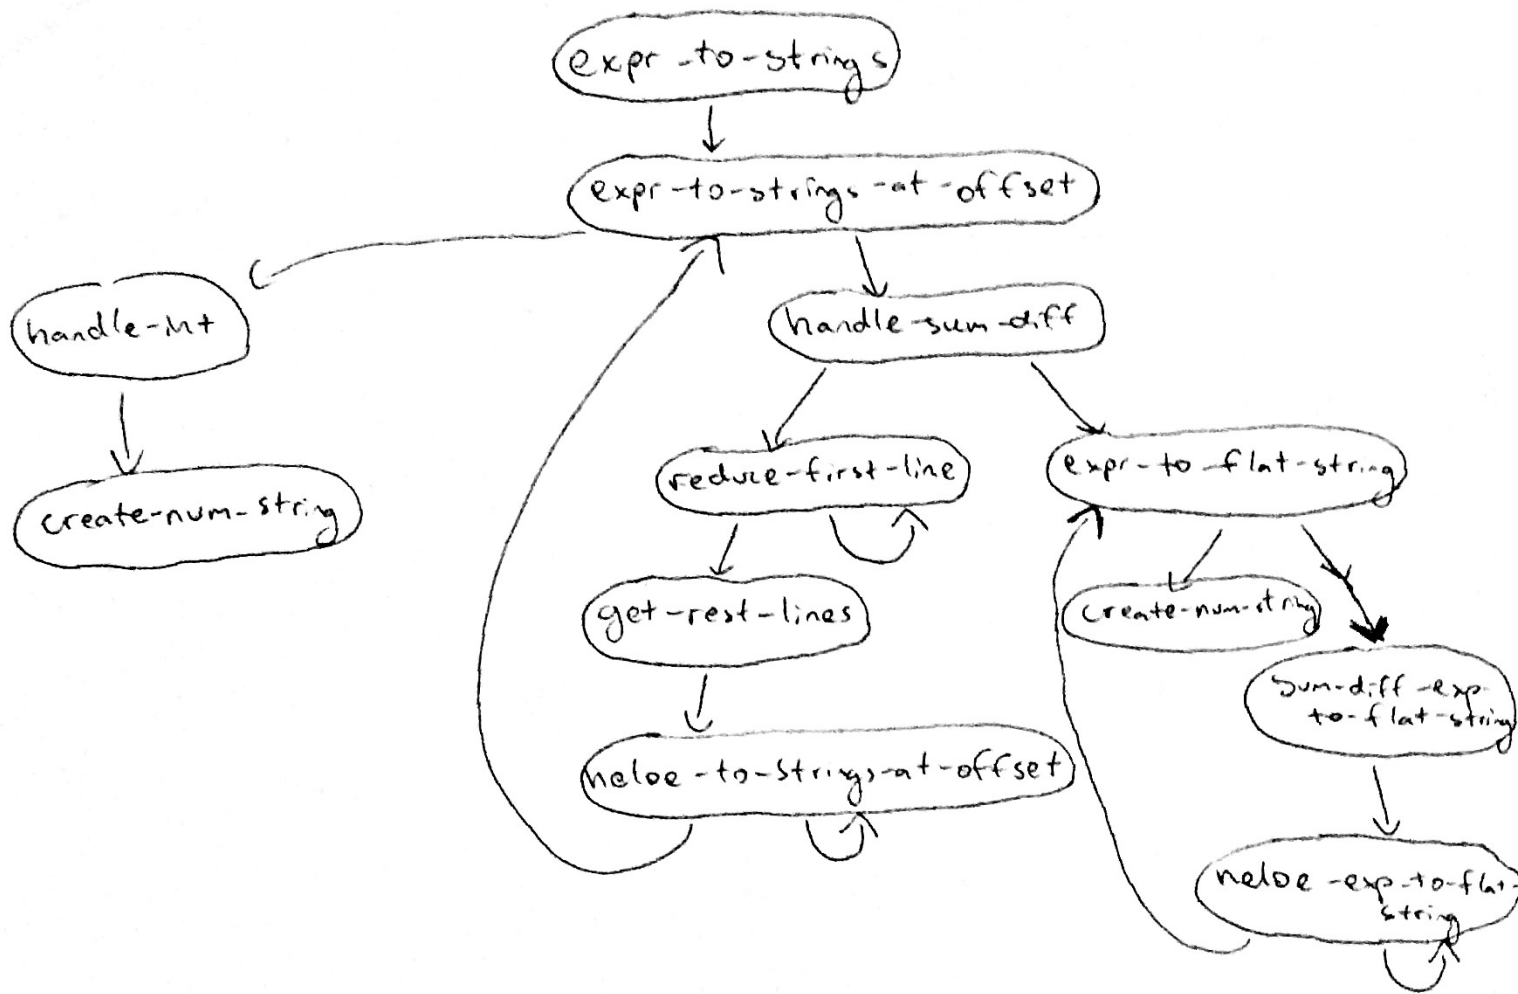 expr-to-strings
expr-to-strings-at-offset
handle-int
handle-sum-diff
reduce-first-line
expr-to-flat-string
create-num-string
get-rest-lines
create-num-string
sum-diff-exp-
to-flat-string
neloe-to-strings-at-offset
neloe-exp-to-flat-
string